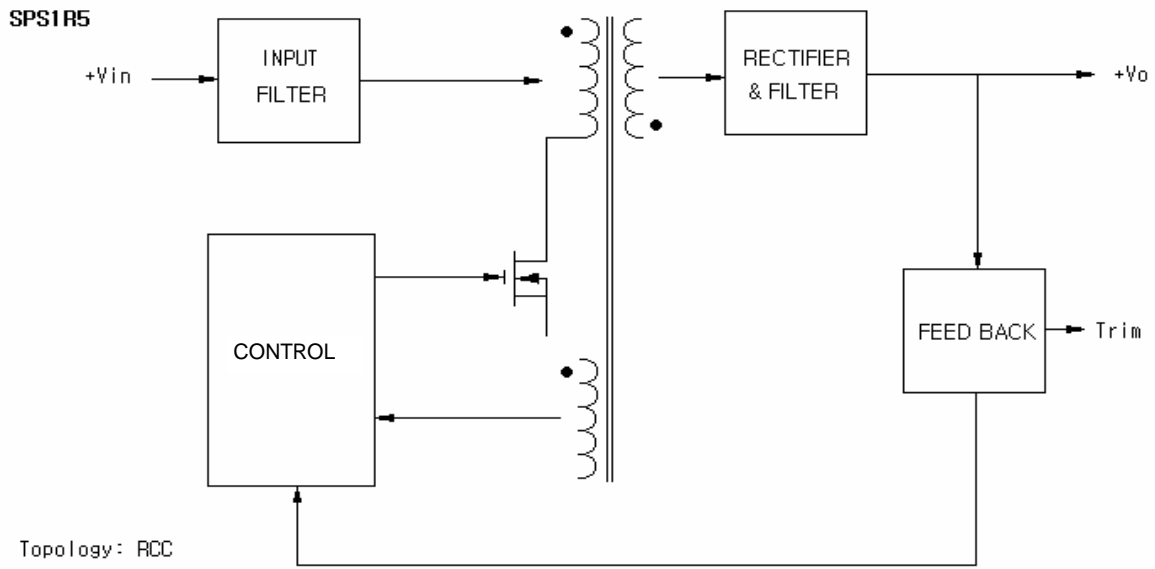 SPS1R5
+Vin
INPUT
FILTER
RECTIFIER
& FILTER
+Vo
CONTROL
FEED BACK
Trim
Topology: RCC